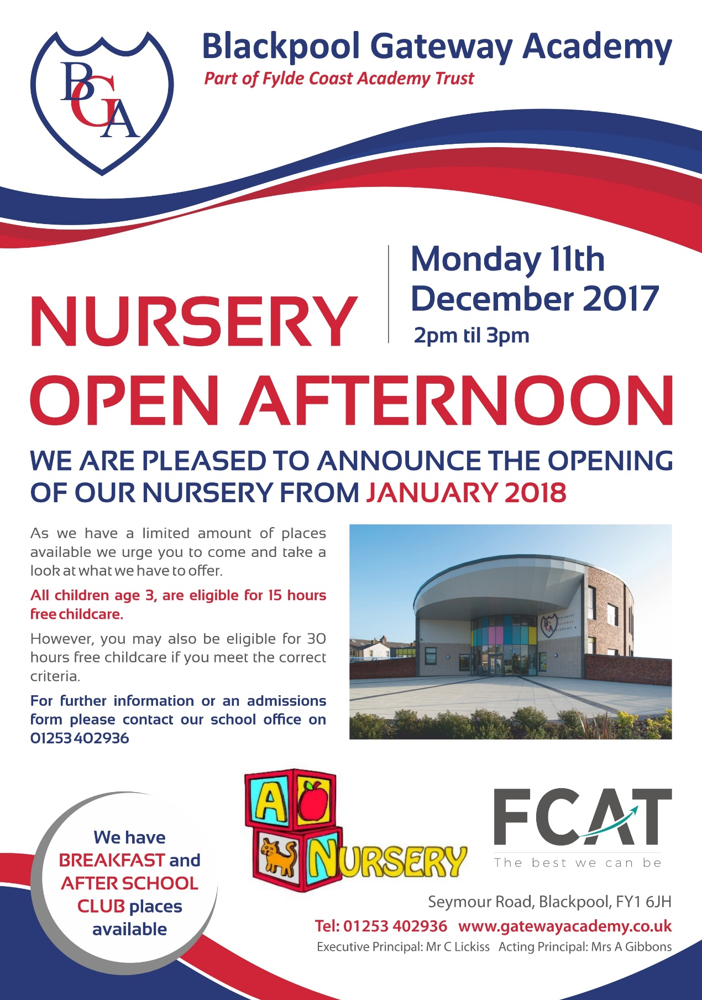 BGA
Blackpool Gateway Academy
Part of Fylde Coast Academy Trust
Monday 11th
December 2017
2pm til 3pm
NURSERY
OPEN AFTERNOON
WE ARE PLEASED TO ANNOUNCE THE OPENING
OF OUR NURSERY FROM JANUARY 2018
As we have a limited amount of places
available we urge you to come and take a
look at what we have to offer.
All children age 3, are eligible for 15 hours
free childcare.
However, you may also be eligible for 30
hours free childcare if you meet the correct
criteria.
For further information or an admissions
form please contact our school office on
01253 402936
BGA
Blackpool
Gateway
Academy
We have
BREAKFAST and
AFTER SCHOOL
CLUB places
available
A
NURSERY
FCAT
The best we can be
Seymour Road, Blackpool, FY1 6JH
Tel: 01253 402936 www.gatewayacademy.co.uk
Executive Principal: Mr C Lickiss Acting Principal: Mrs A Gibbons